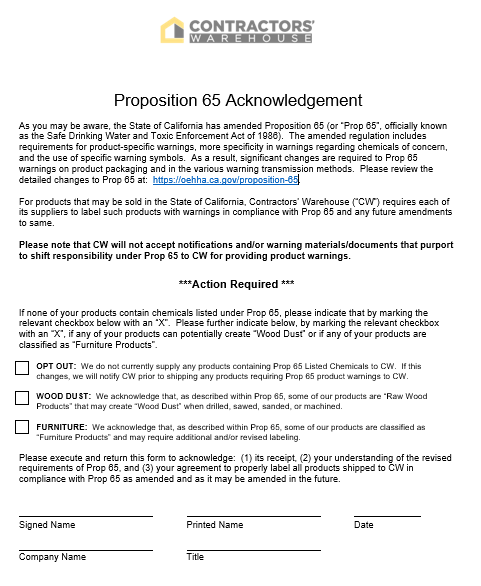 CONTRACTORS'
WAREHOUSE
Proposition 65 Acknowledgement
As you may be aware, the State of California has amended Proposition 65 (or “Prop 65”, officially known
as the Safe Drinking Water and Toxic Enforcement Act of 1986). The amended regulation includes
requirements for product-specific warnings, more specificity in warnings regarding chemicals of concern,
and the use of specific warning symbols. As a result, significant changes are required to Prop 65
warnings on product packaging and in the various warning transmission methods. Please review the
detailed changes to Prop 65 at: https://oehha.ca.gov/proposition-65.
For products that may be sold in the State of California, Contractors’ Warehouse (“CW”) requires each of
its suppliers to label such products with warnings in compliance with Prop 65 and any future amendments
to same.
Please note that CW will not accept notifications and/or warning materials/documents that purport
to shift responsibility under Prop 65 to CW for providing product warnings.
***Action Required ***
If none of your products contain chemicals listed under Prop 65, please indicate that by marking the
relevant checkbox below with an “X”. Please further indicate below, by marking the relevant checkbox
with an “X”, if any of your products can potentially create “Wood Dust” or if any of your products are
classified as “Furniture Products”.
OPT OUT: We do not currently supply any products containing Prop 65 Listed Chemicals to CW. If this
changes, we will notify CW prior to shipping any products requiring Prop 65 product warnings to CW.
WOOD DUST: We acknowledge that, as described within Prop 65, some of our products are “Raw Wood
Products” that may create “Wood Dust” when drilled, sawed, sanded, or machined.
FURNITURE: We acknowledge that, as described within Prop 65, some of our products are classified as
“Furniture Products” and may require additional and/or revised labeling.
Please execute and return this form to acknowledge: (1) its receipt, (2) your understanding of the revised
requirements of Prop 65, and (3) your agreement to properly label all products shipped to CW in
compliance with Prop 65 as amended and as it may be amended in the future.
Signed Name Printed Name Date
Company Name Title